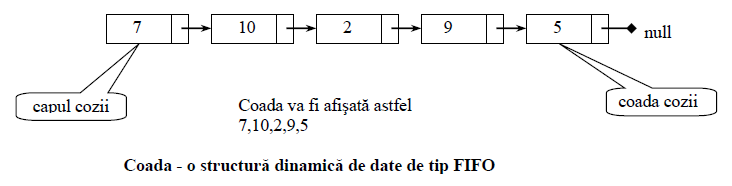 7 10 2 9 5 null
capul cozii
coada cozii
Coada va fi afişată astfel
7,10,2,9,5
Coada - o structură dinamică de date de tip FIFO